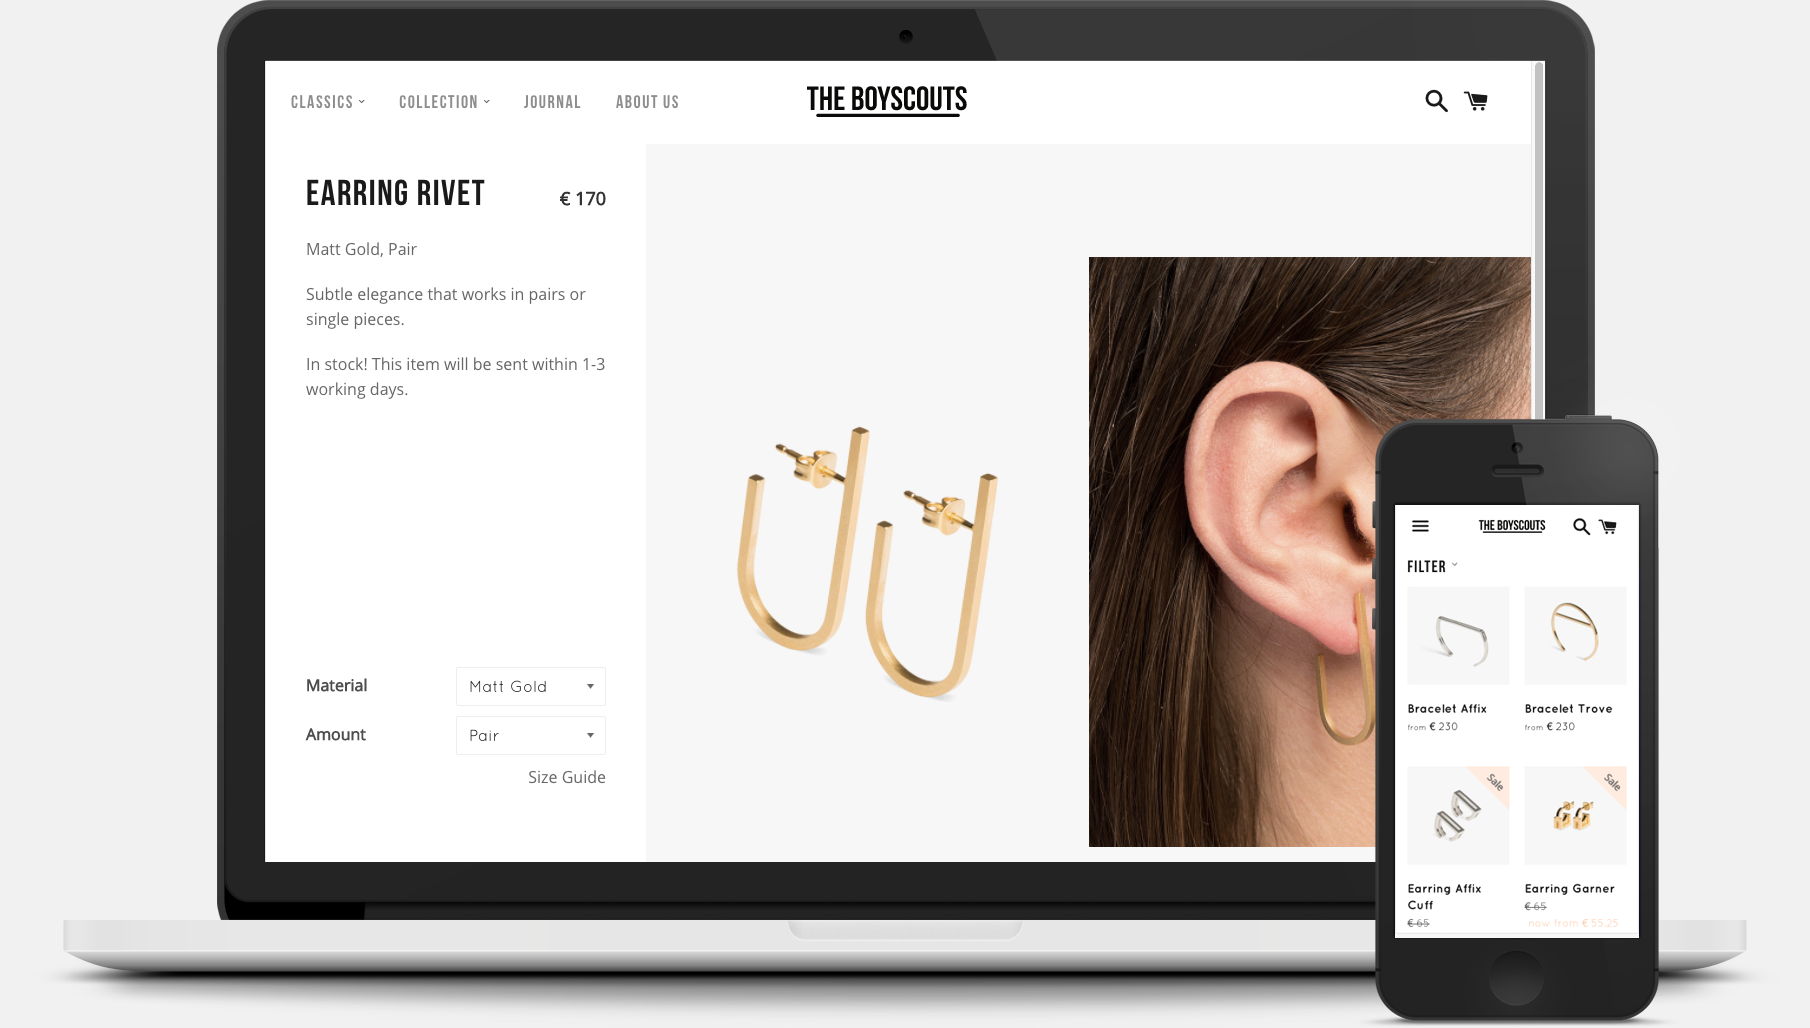 CLASSICS
COLLECTION
JOURNAL
ABOUT US
THE BOYSCOUTS
EARRING RIVET
€ 170
Matt Gold, Pair
Subtle elegance that works in pairs or
single pieces.
In stock! This item will be sent within 1-3
working days.
Material
Matt Gold
Amount
Pair
Size Guide
THE BOYSCOUTS
FILTER
Bracelet Affix
from € 230
Bracelet Trove
from € 230
Sale
Sale
Earring Affix
Cuff
€ 65
Earring Garner
€ 65
now from € 55.25